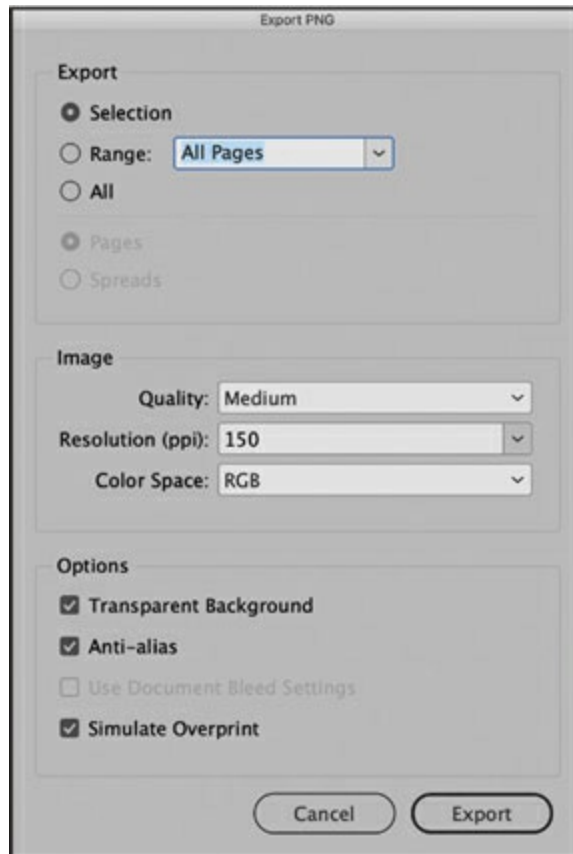 Export PNG
Export
Selection
Range: All Pages
All
Pages
Spreads
Image
Quality: Medium
Resolution (ppi): 150
Color Space: RGB
Options
Transparent Background
Anti-alias
Use Document Bleed Settings
Simulate Overprint
Cancel Export